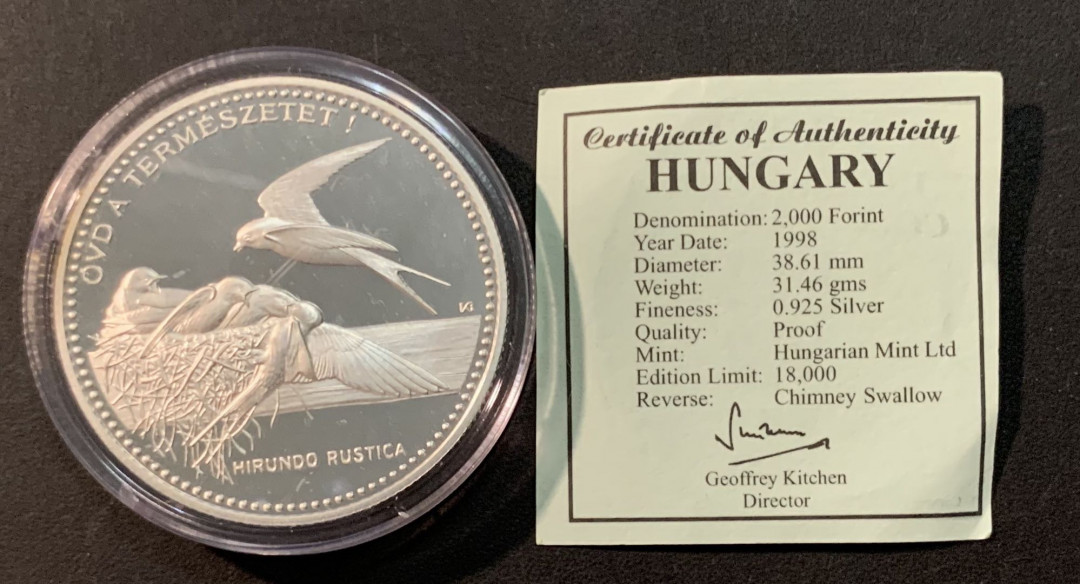 ÓVD A TERMÉSZETET !
HIRUNDO RUSTICA
Certificate of Authenticity
HUNGARY
Denomination: 2,000 Forint
Year Date: 1998
Diameter: 38.61 mm
Weight: 31.46 gms
Fineness: 0.925 Silver
Quality: Proof
Mint: Hungarian Mint Ltd
Edition Limit: 18,000
Reverse: Chimney Swallow
Geoffrey Kitchen
Director